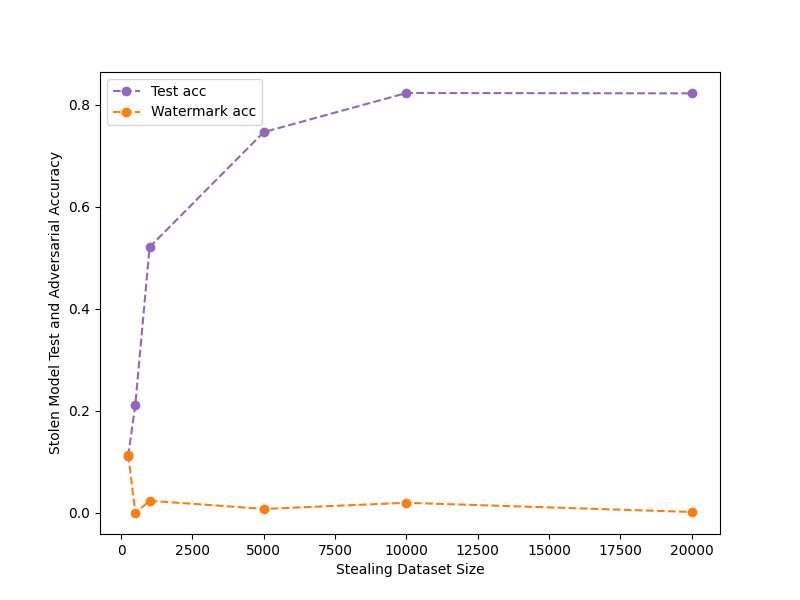 Test acc
Watermark acc
0.8
0.6
0.4
0.2
0.0
Stolen Model Test and Adversarial Accuracy
0 2500 5000 7500 10000 12500 15000 17500 20000
Stealing Dataset Size